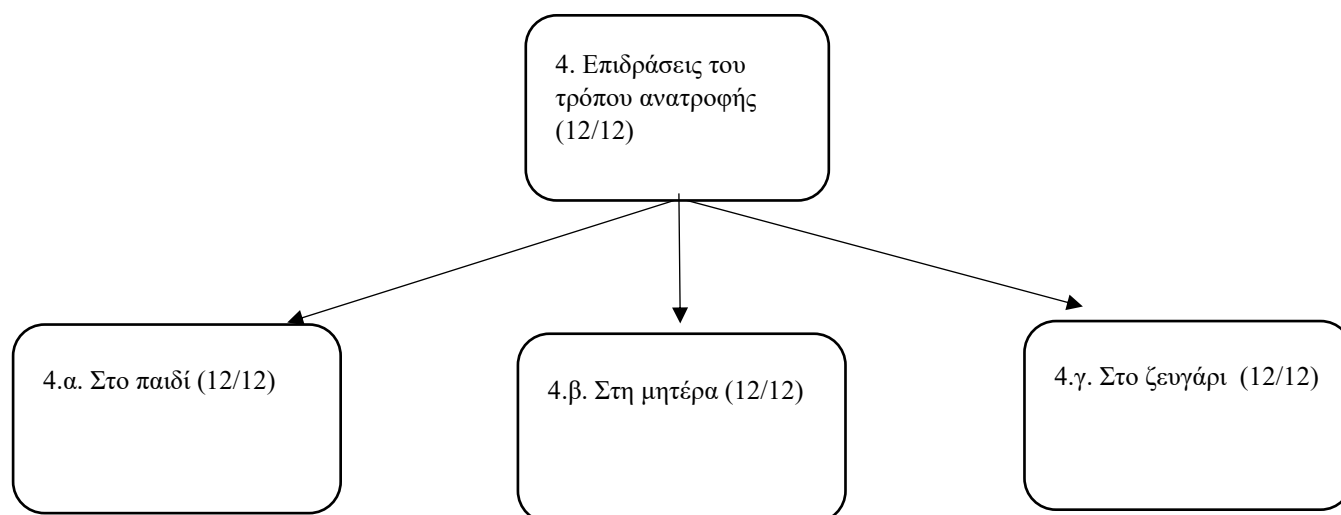 4. Επιδράσεις του
τρόπου ανατροφής
(12/12)
4.α. Στο παιδί (12/12)
4.β. Στη μητέρα (12/12)
4.γ. Στο ζευγάρι (12/12)